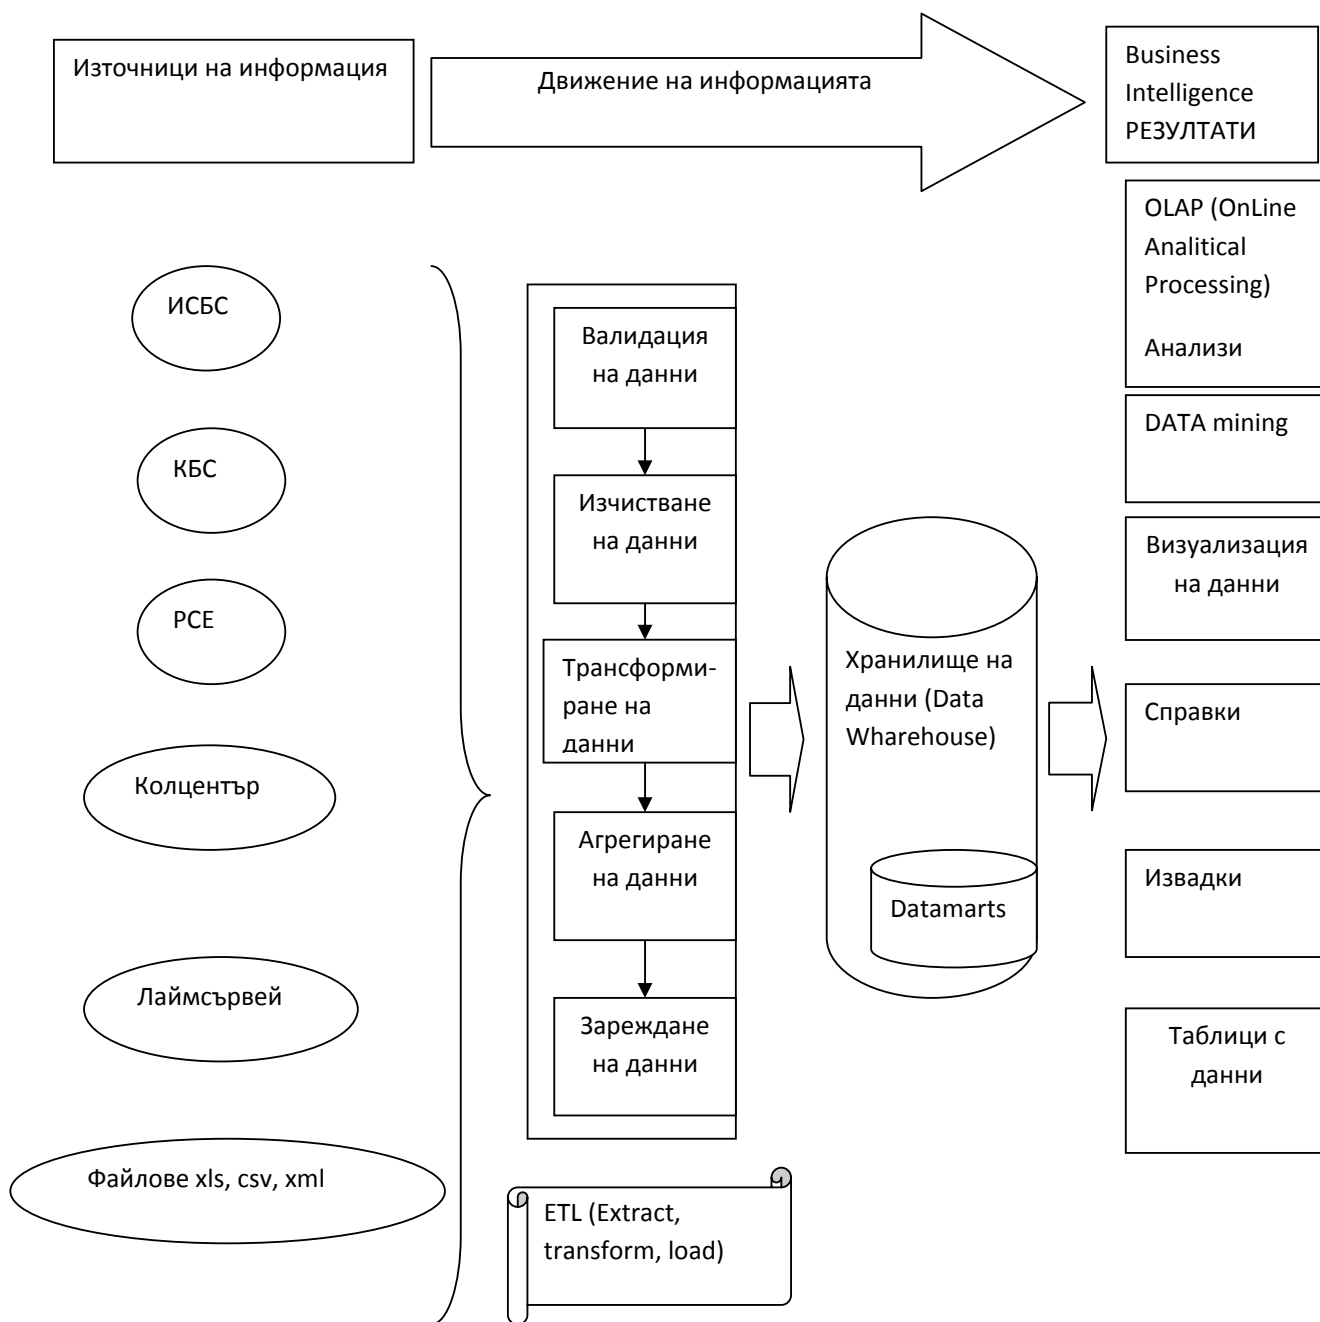 Източници на информация
Движение на информацията
Business
Intelligence
РЕЗУЛТАТИ
ИСБС
КБС
РСЕ
Колцентър
Лаймсървей
Файлове xls, csv, xml
Валидация
на данни
Изчистване
на данни
Трансформи-
ране на
данни
Агрегиране
на данни
Зареждане
на данни
ETL (Extract,
transform, load)
Хранилище на
данни (Data
Wharehouse)
Datamarts
OLAP (OnLine
Analitical
Processing)
Анализи
DATA mining
Визуализация
на данни
Справки
Извадки
Таблици с
данни